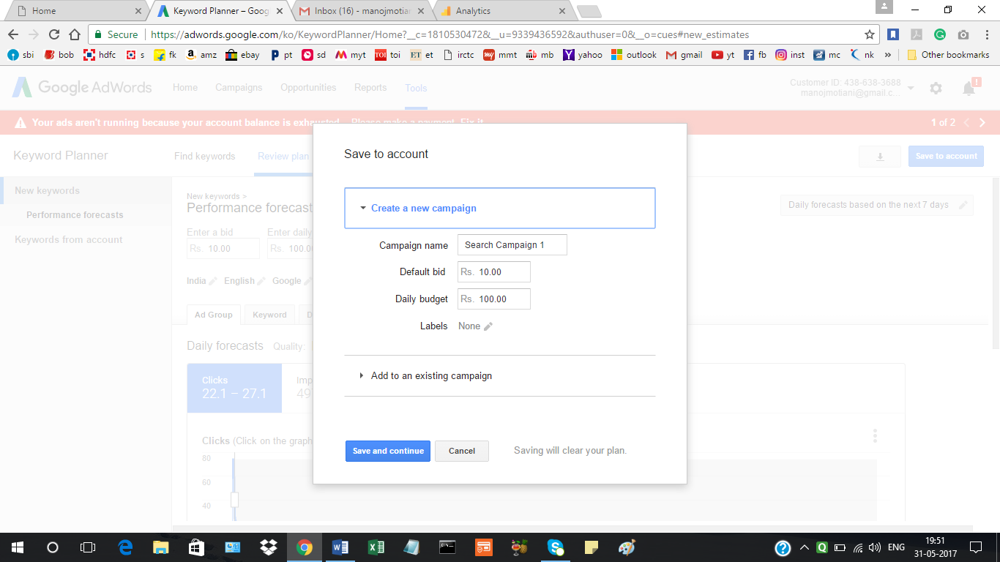 Home
Keyword Planner – Goog
Inbox (16) - manojmotian
Analytics
Secure https://adwords.google.com/ko/KeywordPlanner/Home?__c=1810530472&__u=9339436592&authuser=0&__o=cues#new_estimates
sbi bob hdfc s fk amz ebay pt sd myt toi et irctc mmt mb yahoo outlook gmail yt fb inst mc nk » Other bookmarks
Google AdWords Home Campaigns Opportunities Reports Tools
Customer ID: 438-638-3688
manojmotiani@gmail.c...
Your ads aren't running because your account balance is exhausted. Please make a payment. Fix it
1 of 2
Keyword Planner
Find keywords
Review plan
Save to account
New keywords
Performance forecasts
Keywords from account
New keywords >
Performance forecast
Daily forecasts based on the next 7 days
Enter a bid
Enter daily
Rs. 10.00
Rs. 100.0
India English Google
Ad Group Keyword D
Daily forecasts Quality:
Clicks
22.1 – 27.1
Imp
49
Clicks (Click on the graph
80
60
40
Save to account
Create a new campaign
Campaign name Search Campaign 1
Default bid Rs. 10.00
Daily budget Rs. 100.00
Labels None
Add to an existing campaign
Save and continue
Cancel
Saving will clear your plan.
ENG
19:51
31-05-2017